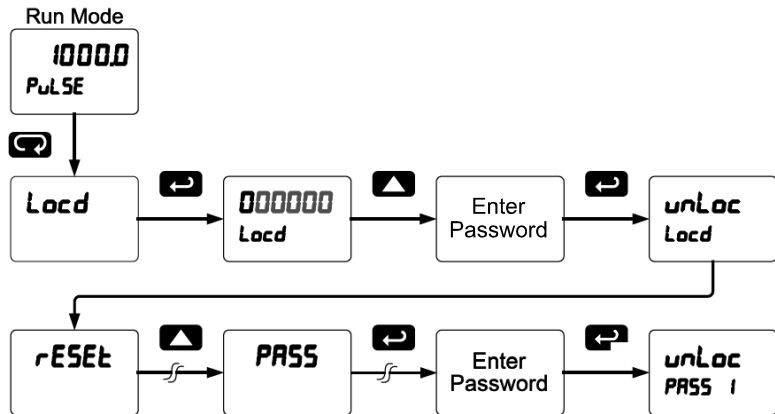 Run Mode
1000.0
PuLSE
Locd
000000
Locd
Enter
Password
unLoc
Locd
rESEt
PASS
Enter
Password
unLoc
PASS 1